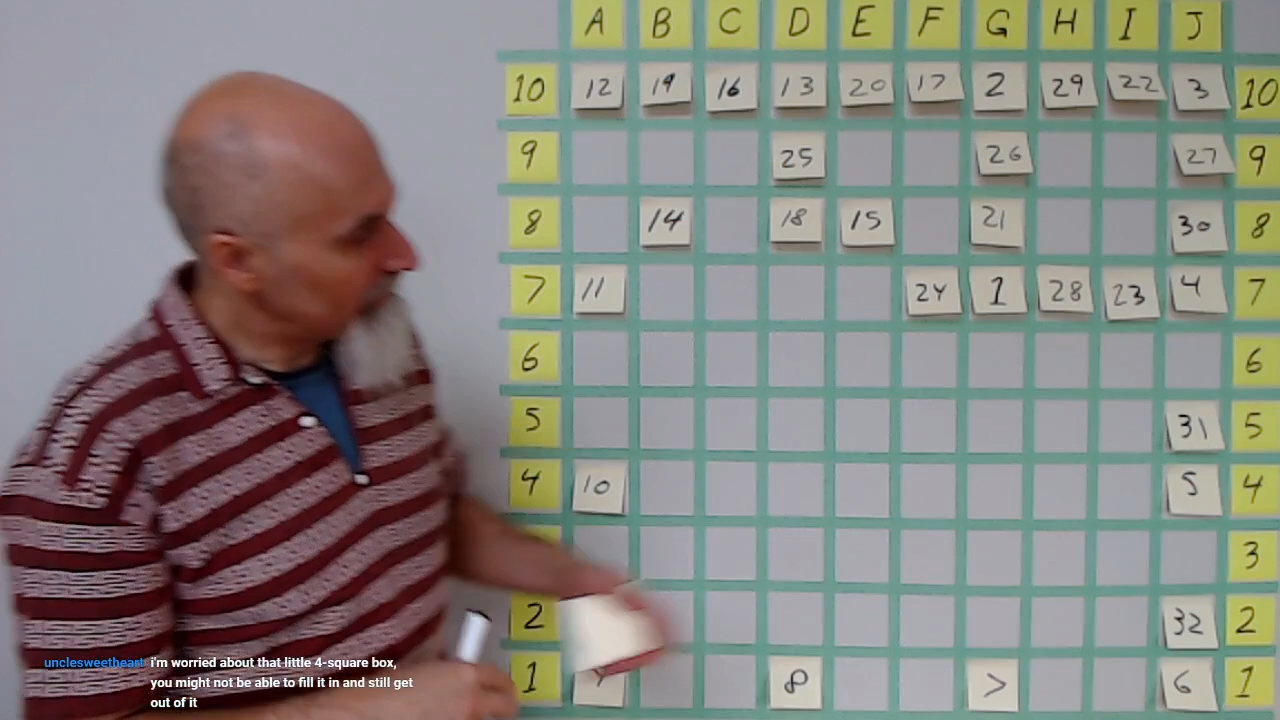 A B C D E F G H I J
10 12 19 16 13 20 17 2 29 22 3 10
9 25 26 27 9
8 14 18 15 21 30 8
7 11 24 1 28 23 4 7
6 6
5 31 5
4 10 5 4
3
2 32 2
1 8 7 6 1
unclesweetheart i'm worried about that little 4-square box,
you might not be able to fill it in and still get
out of it